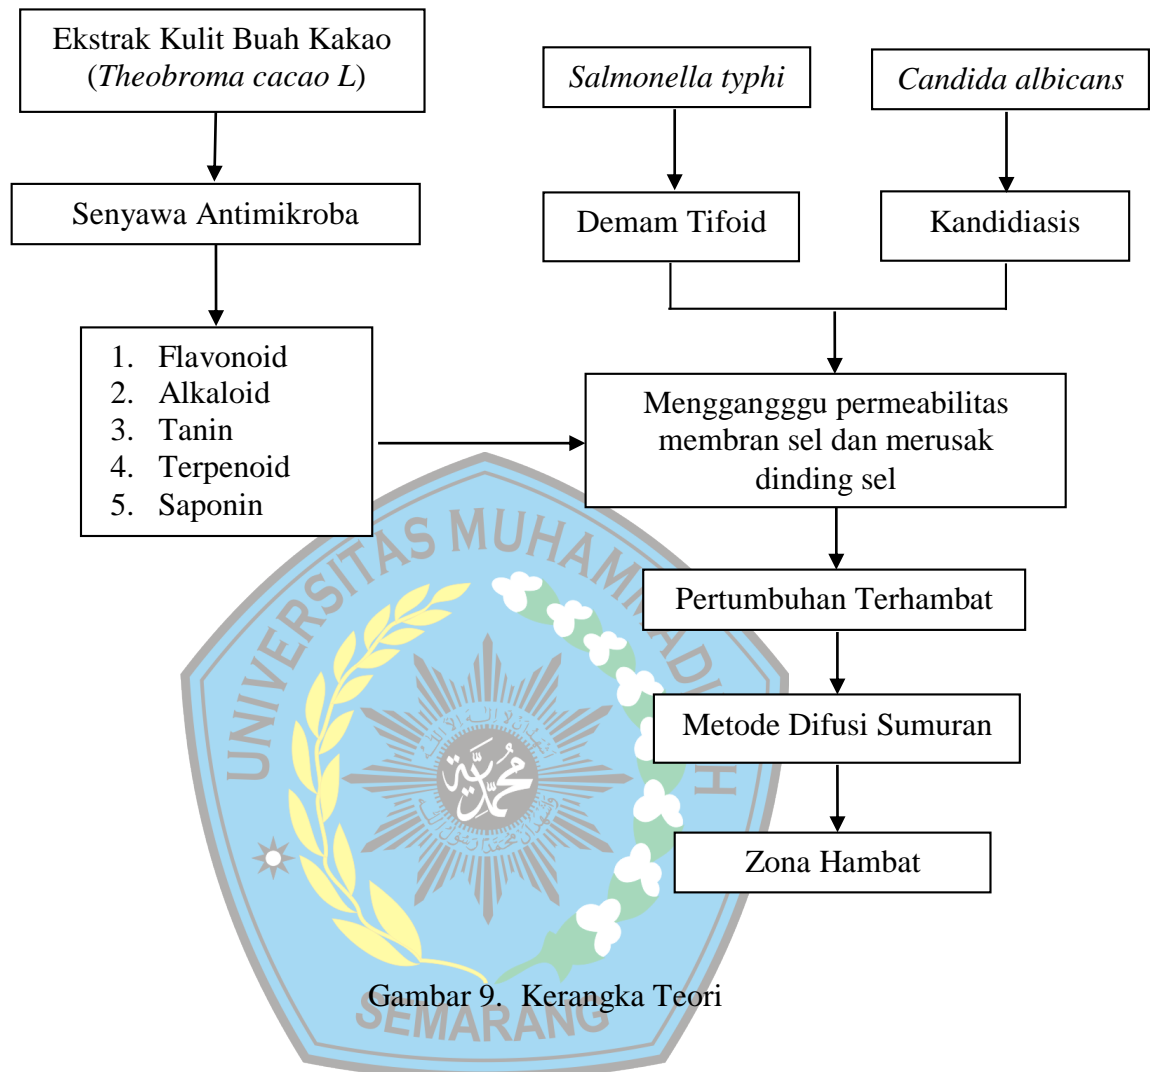 Ekstrak Kulit Buah Kakao
(Theobroma cacao L)
Salmonella typhi
Candida albicans
Senyawa Antimikroba
Demam Tifoid
Kandidiasis
1. Flavonoid
2. Alkaloid
3. Tanin
4. Terpenoid
5. Saponin
Menggangggu permeabilitas
membran sel dan merusak
dinding sel
Pertumbuhan Terhambat
Metode Difusi Sumuran
Zona Hambat
UNIVERSITAS MUHAMMADIYAH
محمدية
Gambar 9. Kerangka Teori
SEMARANG